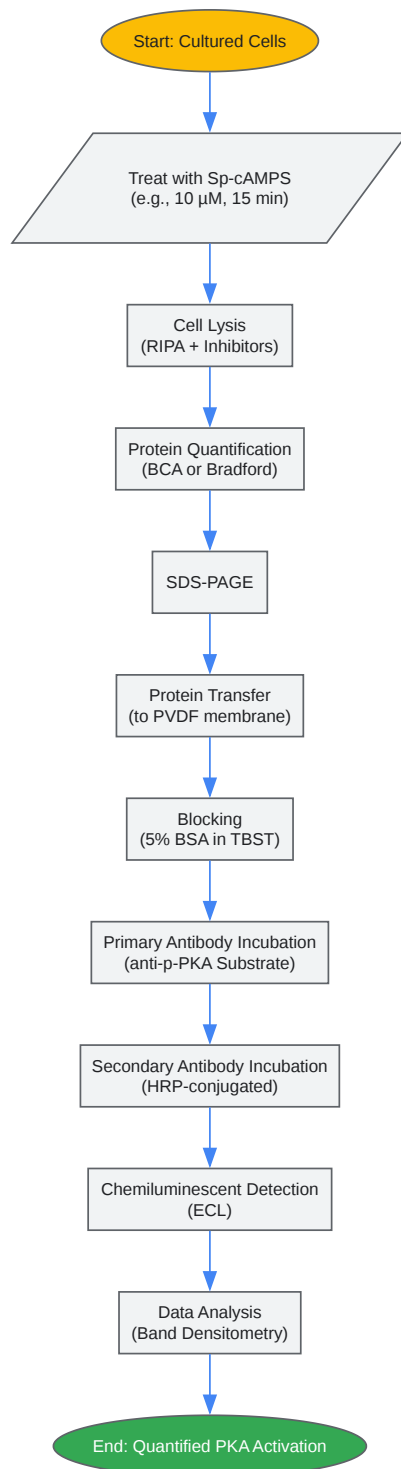 Start: Cultured Cells
Treat with Sp-cAMPS
(e.g., 10 µM, 15 min)
Cell Lysis
(RIPA + Inhibitors)
Protein Quantification
(BCA or Bradford)
SDS-PAGE
Protein Transfer
(to PVDF membrane)
Blocking
(5% BSA in TBST)
Primary Antibody Incubation
(anti-p-PKA Substrate)
Secondary Antibody Incubation
(HRP-conjugated)
Chemiluminescent Detection
(ECL)
Data Analysis
(Band Densitometry)
End: Quantified PKA Activation